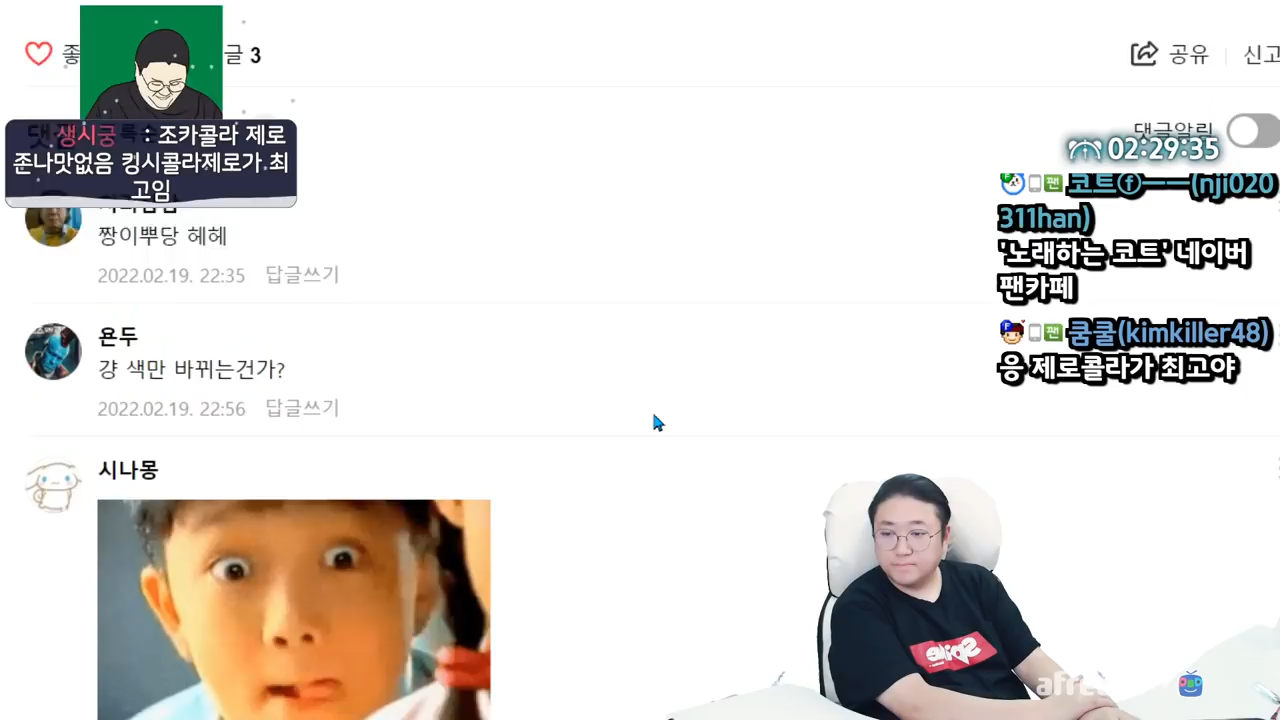 좋
글 3
공유
신고
생시궁 : 조카콜라 제로
존나맛없음 킹시콜라제로가 최
고임
댓글알림
02:29:35
짱이뿌당 헤헤
2022.02.19. 22:35 답글쓰기
욘두
걍 색만 바뀌는건가?
2022.02.19. 22:56 답글쓰기
시나몽
팬 코트ⓕㅡㅡ(nji020
311han)
'노래하는 코트' 네이버
팬카페
팬 쿰쿨(kimkiller48)
응 제로콜라가 최고야